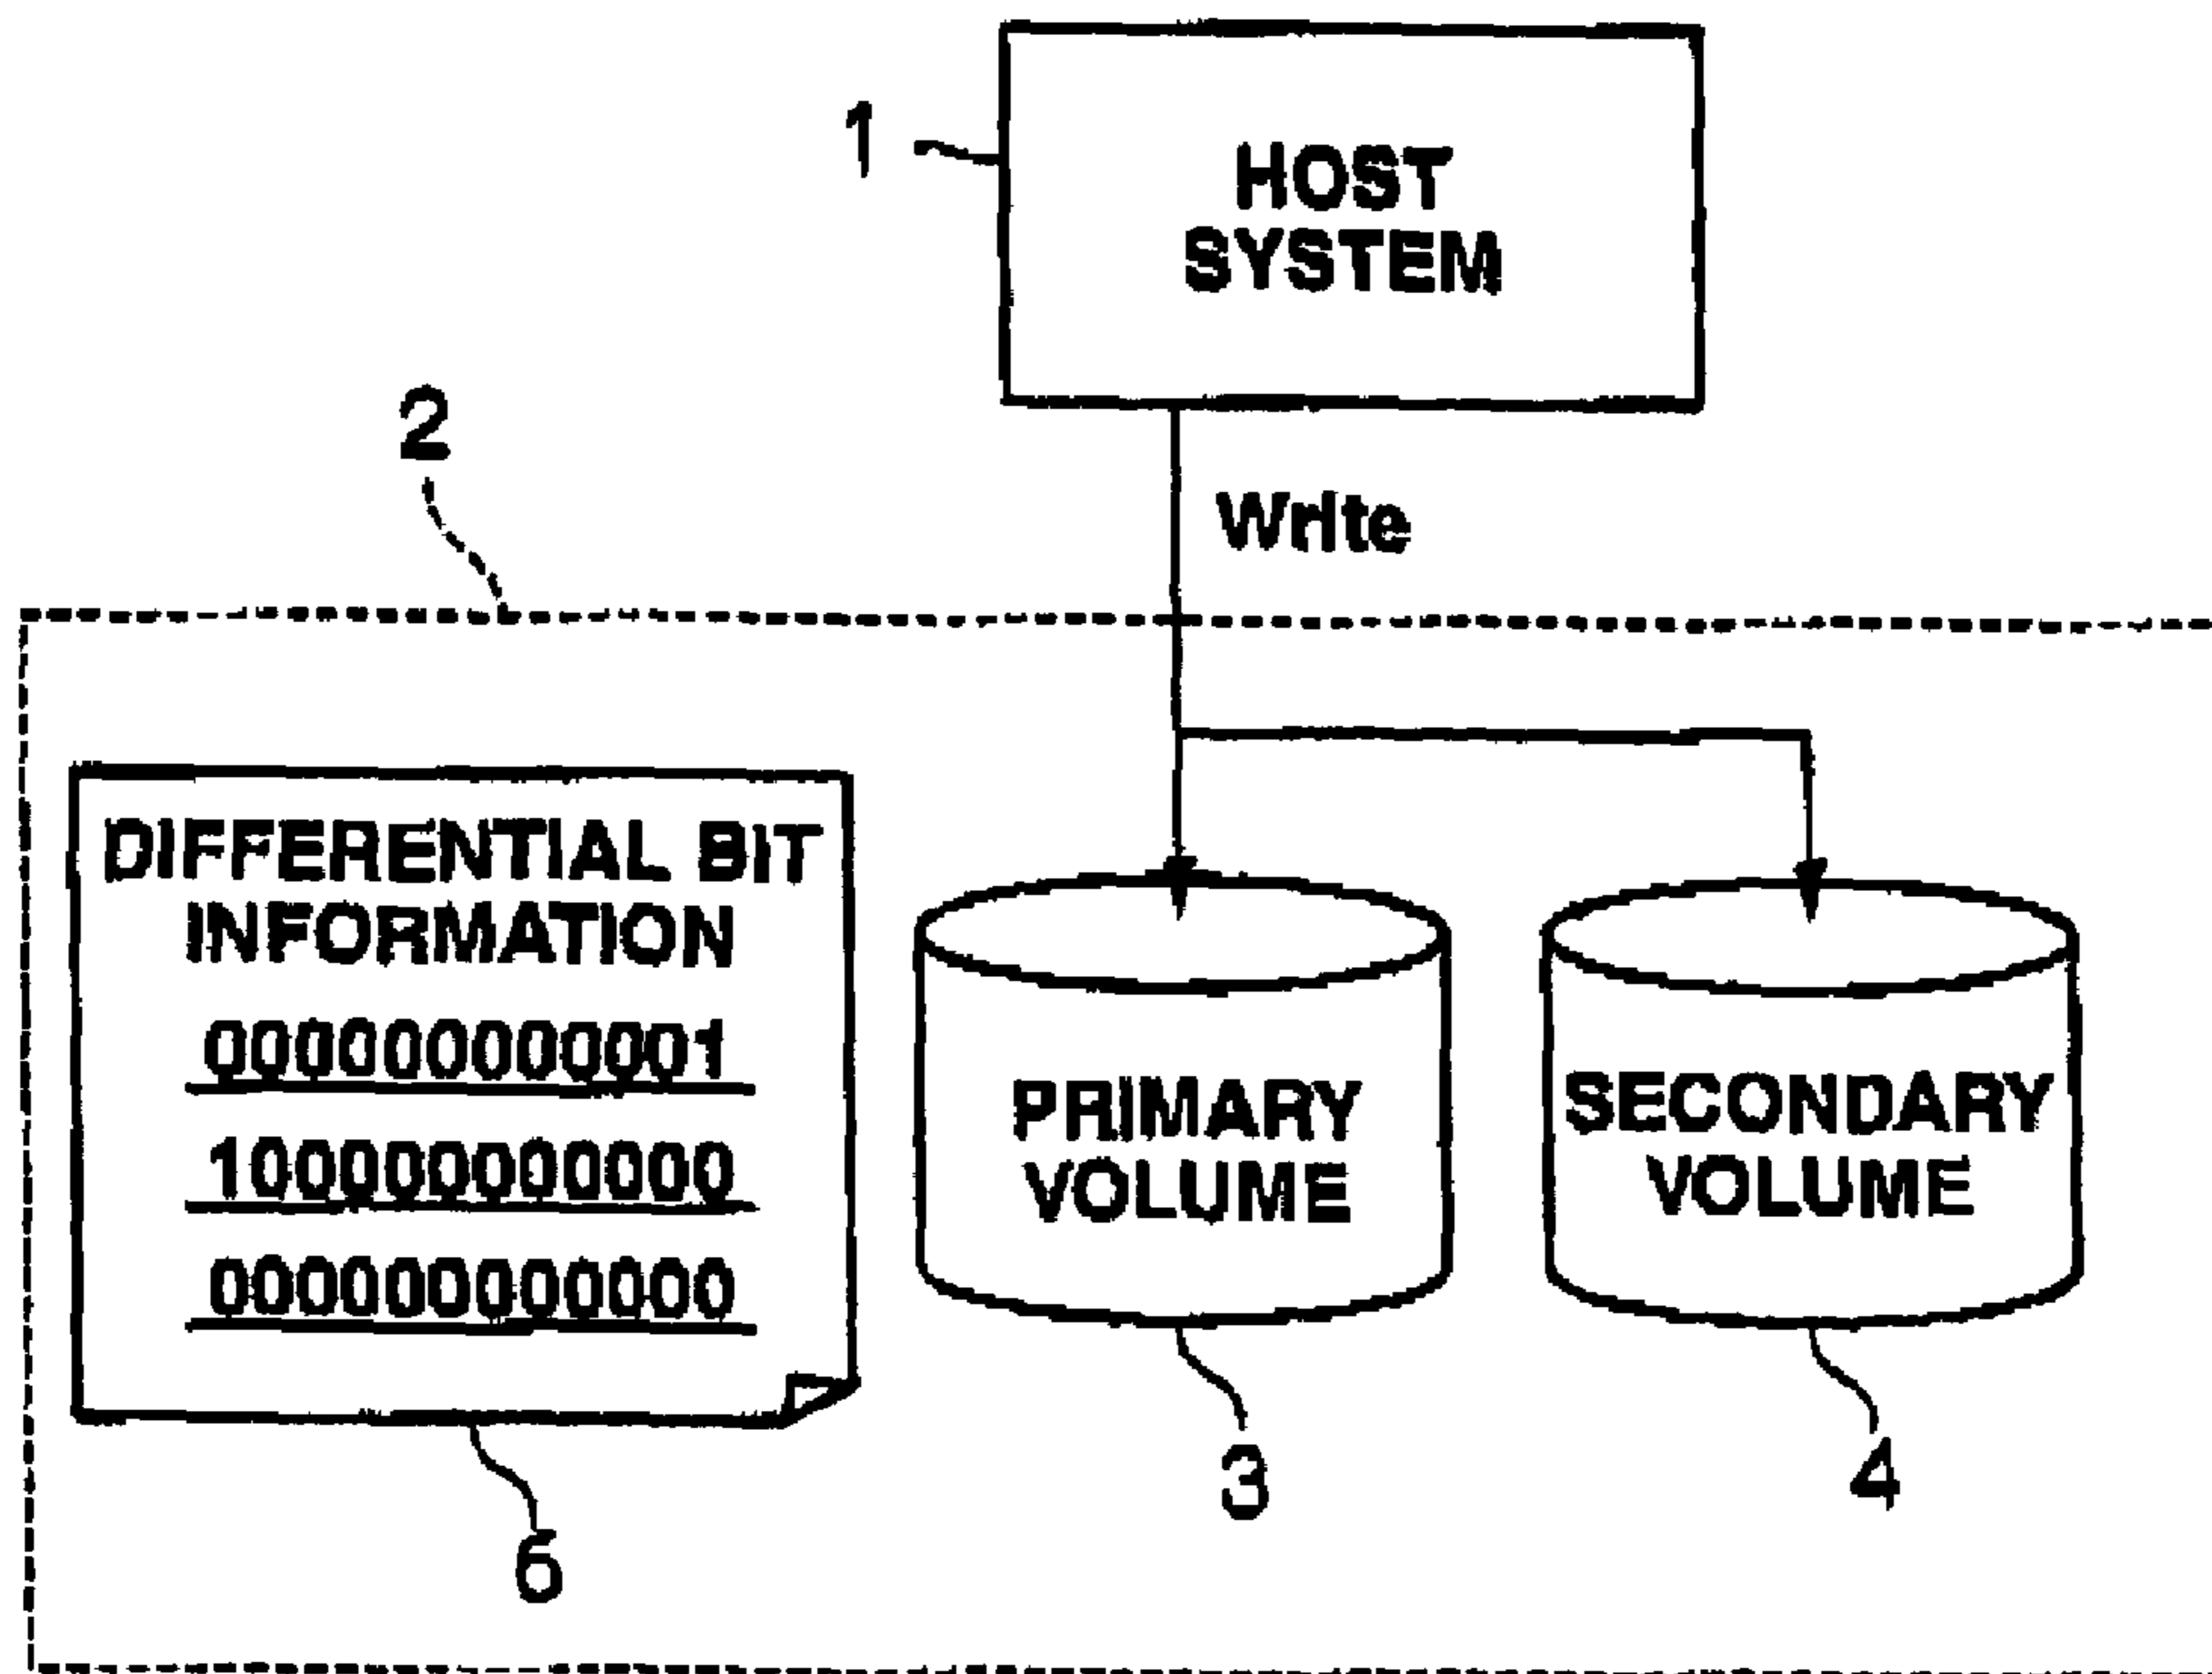 1
HOST
SYSTEM
2
Write
DIFFERENTIAL BIT
INFORMATION
000000000001
100000000000
000000000000
PRIMARY
VOLUME
SECONDARY
VOLUME
3
4
6